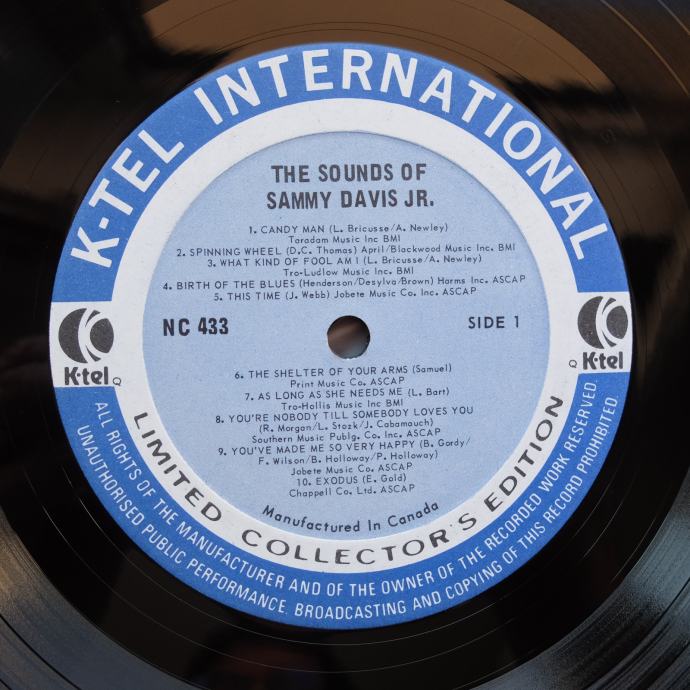 K-TEL INTERNATIONAL
THE SOUNDS OF
SAMMY DAVIS JR.
1. CANDY MAN (L. Bricusse/A. Newley)
Taradam Music Inc BMI
2. SPINNING WHEEL (D.C. Thomas) April/Blackwood Music Inc. BMI
3. WHAT KIND OF FOOL AM I (L. Bricusse/A. Newley)
Tro-Ludlow Music Inc. BMI
4. BIRTH OF THE BLUES (Henderson/Desylva/Brown) Harms Inc. ASCAP
5. THIS TIME (J. Webb) Jobete Music Co. Inc. ASCAP
NC 433
SIDE 1
K-tel
K-tel
6. THE SHELTER OF YOUR ARMS (Samuel)
Print Music Co. ASCAP
7. AS LONG AS SHE NEEDS ME (L. Bart)
Tro-Hollis Music Inc BMI
8. YOU'RE NOBODY TILL SOMEBODY LOVES YOU
(R. Morgan/L. Stozk/J. Cabamauch)
Southern Music Publg. Co. Inc. ASCAP
9. YOU'VE MADE ME SO VERY HAPPY (B. Gordy/
F. Wilson/B. Holloway/P. Holloway)
Jobete Music Co. ASCAP
10. EXODUS (E. Gold)
Chappell Co. Ltd. ASCAP
Manufactured In Canada
LIMITED COLLECTOR'S EDITION
ALL RIGHTS OF THE MANUFACTURER AND OF THE OWNER OF THE RECORDED WORK RESERVED.
UNAUTHORISED PUBLIC PERFORMANCE. BROADCASTING AND COPYING OF THIS RECORD PROHIBITED.